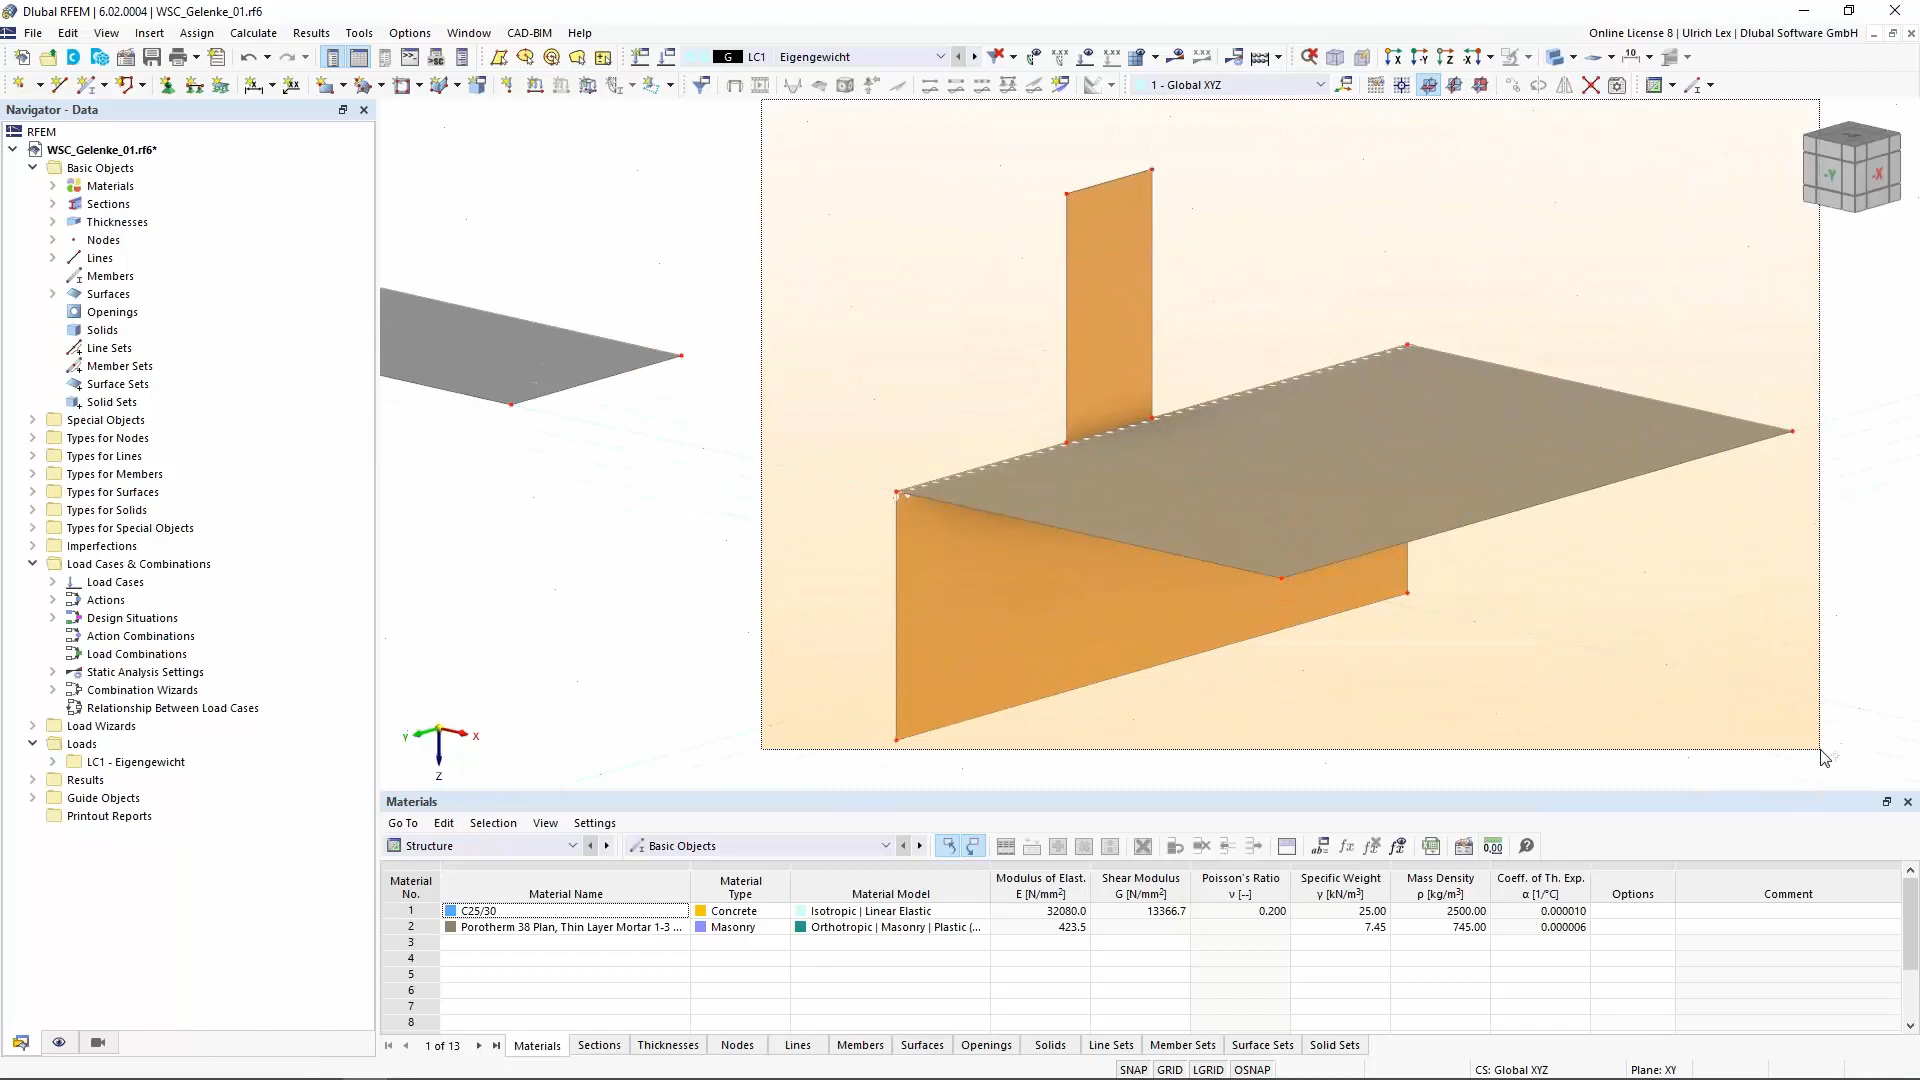 Dlubal RFEM | 6.02.0004 | WSC_Gelenke_01.rf6
File Edit View Insert Assign Calculate Results Tools Options Window CAD-BIM Help
Online License 8 | Ulrich Lex | Dlubal Software GmbH
G LC1 Eigengewicht
1 - Global XYZ
Navigator - Data
RFEM
WSC_Gelenke_01.rf6*
Basic Objects
Materials
Sections
Thicknesses
Nodes
Lines
Members
Surfaces
Openings
Solids
Line Sets
Member Sets
Surface Sets
Solid Sets
Special Objects
Types for Nodes
Types for Lines
Types for Members
Types for Surfaces
Types for Solids
Types for Special Objects
Imperfections
Load Cases & Combinations
Load Cases
Actions
Design Situations
Action Combinations
Load Combinations
Static Analysis Settings
Combination Wizards
Relationship Between Load Cases
Load Wizards
Loads
LC1 - Eigengewicht
Results
Guide Objects
Printout Reports
-Y -X
Y X
Z
Materials
Go To Edit Selection View Settings
Structure Basic Objects
Material No. Material Name Material Type Material Model Modulus of Elast. E [N/mm²] Shear Modulus G [N/mm²] Poisson's Ratio ν [--] Specific Weight γ [kN/m³] Mass Density ρ [kg/m³] Coeff. of Th. Exp. α [1/°C] Options Comment
1 C25/30 Concrete Isotropic | Linear Elastic 32080.0 13366.7 0.200 25.00 2500.00 0.000010
2 Porotherm 38 Plan, Thin Layer Mortar 1-3 ... Masonry Orthotropic | Masonry | Plastic (... 423.5 7.45 745.00 0.000006
3
4
5
6
7
8
1 of 13 Materials Sections Thicknesses Nodes Lines Members Surfaces Openings Solids Line Sets Member Sets Surface Sets Solid Sets
SNAP GRID LGRID OSNAP CS: Global XYZ Plane: XY